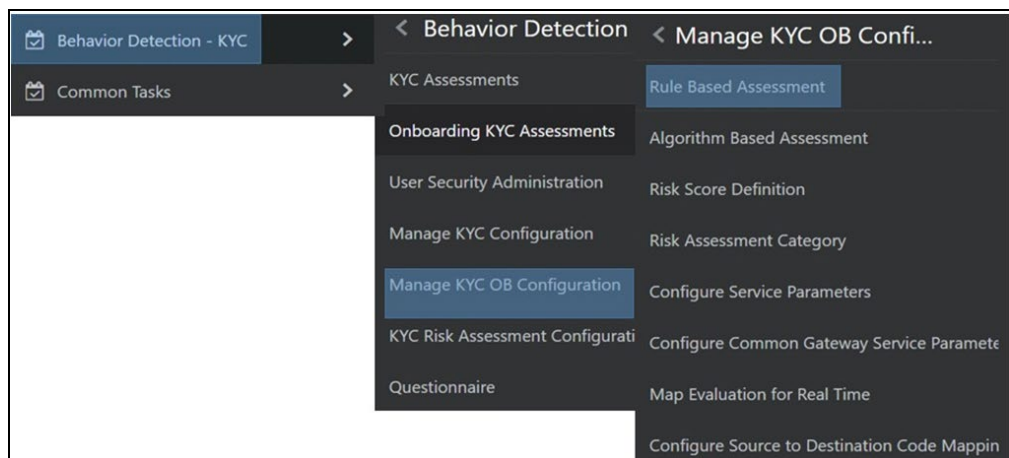 Behavior Detection - KYC
Common Tasks
Behavior Detection
KYC Assessments
Onboarding KYC Assessments
User Security Administration
Manage KYC Configuration
Manage KYC OB Configuration
KYC Risk Assessment Configurati
Questionnaire
Manage KYC OB Confi...
Rule Based Assessment
Algorithm Based Assessment
Risk Score Definition
Risk Assessment Category
Configure Service Parameters
Configure Common Gateway Service Paramete
Map Evaluation for Real Time
Configure Source to Destination Code Mappin